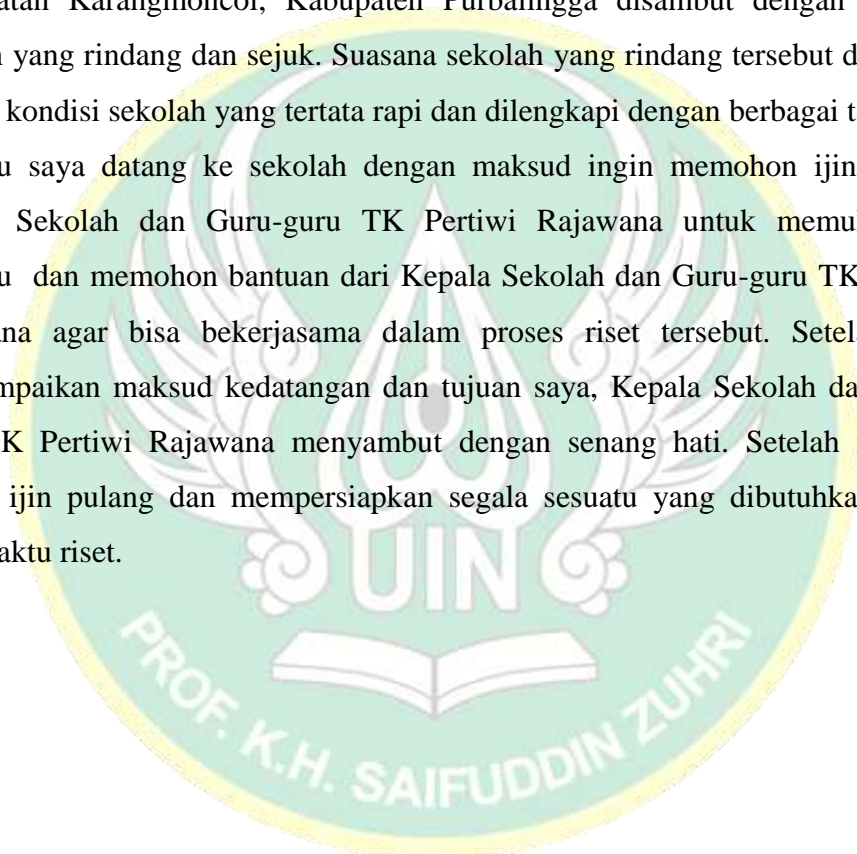 Karangmoncol, Kabupaten Purbalingga disambut dengan
yang rindang dan sejuk. Suasana sekolah yang rindang tersebut d
kondisi sekolah yang tertata rapi dan dilengkapi dengan berbagai t
u saya datang ke sekolah dengan maksud ingin memohon ijin
Sekolah dan Guru-guru TK Pertiwi Rajawana untuk memul
u dan memohon bantuan dari Kepala Sekolah dan Guru-guru TK
ana agar bisa bekerjasama dalam proses riset tersebut. Setela
mpaikan maksud kedatangan dan tujuan saya, Kepala Sekolah da
K Pertiwi Rajawana menyambut dengan senang hati. Setelah
ijin pulang dan mempersiapkan segala sesuatu yang dibutuhka
aktu riset.
UIN
PROF. K.H. SAIFUDDIN ZUHRI